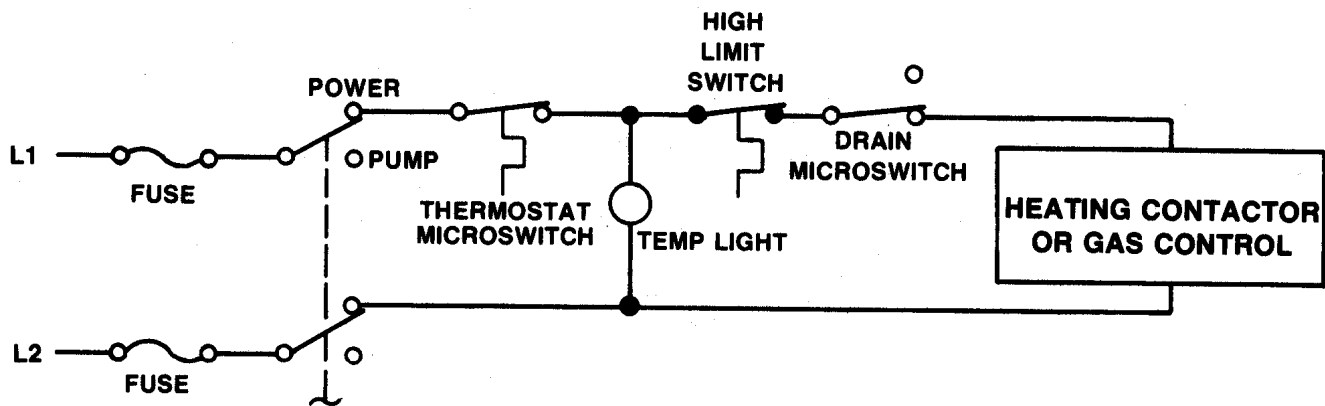 HIGH
LIMIT
SWITCH
POWER
L1
FUSE
PUMP
THERMOSTAT
MICROSWITCH
TEMP LIGHT
DRAIN
MICROSWITCH
HEATING CONTACTOR
OR GAS CONTROL
L2
FUSE